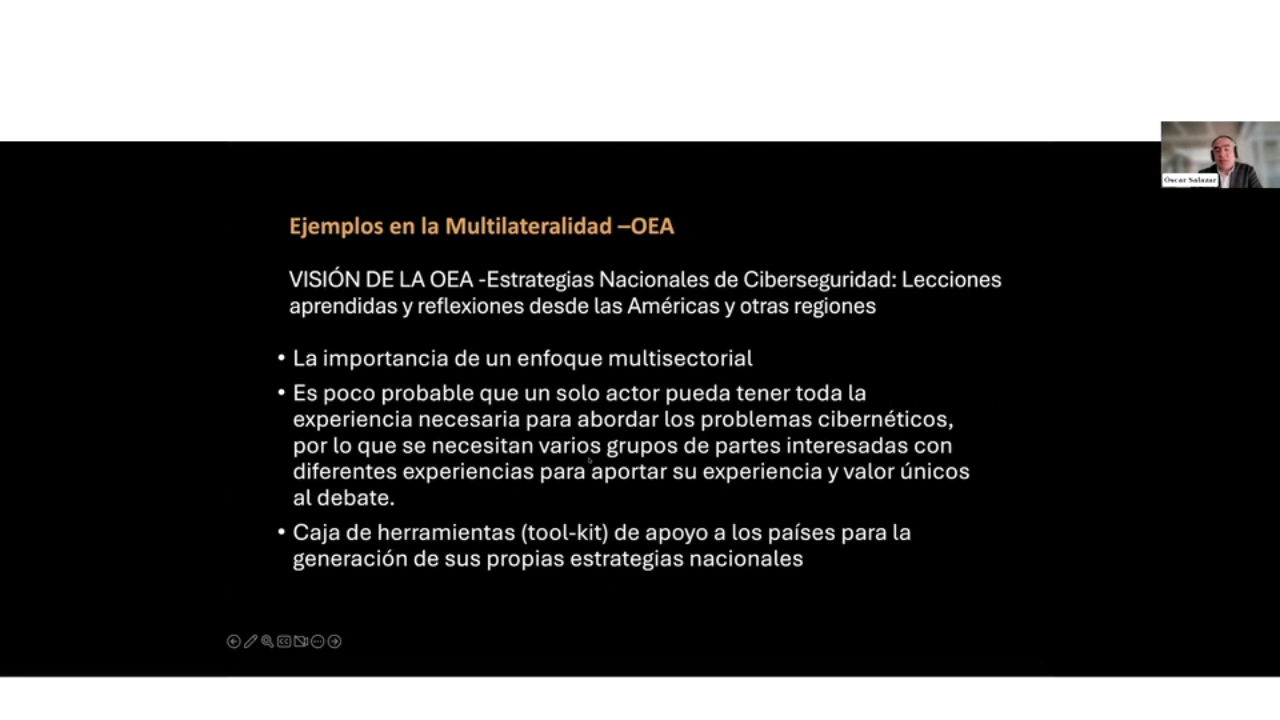 Óscar Salazar
Ejemplos en la Multilateralidad –OEA
VISIÓN DE LA OEA -Estrategias Nacionales de Ciberseguridad: Lecciones
aprendidas y reflexiones desde las Américas y otras regiones
• La importancia de un enfoque multisectorial
• Es poco probable que un solo actor pueda tener toda la
experiencia necesaria para abordar los problemas cibernéticos,
por lo que se necesitan varios grupos de partes interesadas con
diferentes experiencias para aportar su experiencia y valor únicos
al debate.
• Caja de herramientas (tool-kit) de apoyo a los países para la
generación de sus propias estrategias nacionales